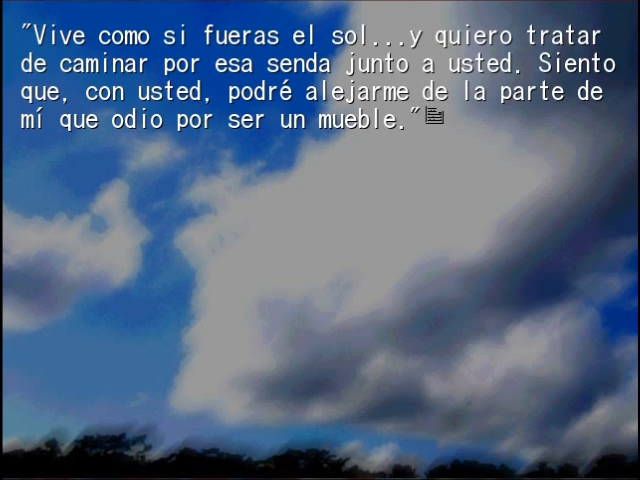 "Vive como si fueras el sol...y quiero tratar
de caminar por esa senda junto a usted. Siento
que, con usted, podré alejarme de la parte de
mí que odio por ser un mueble."